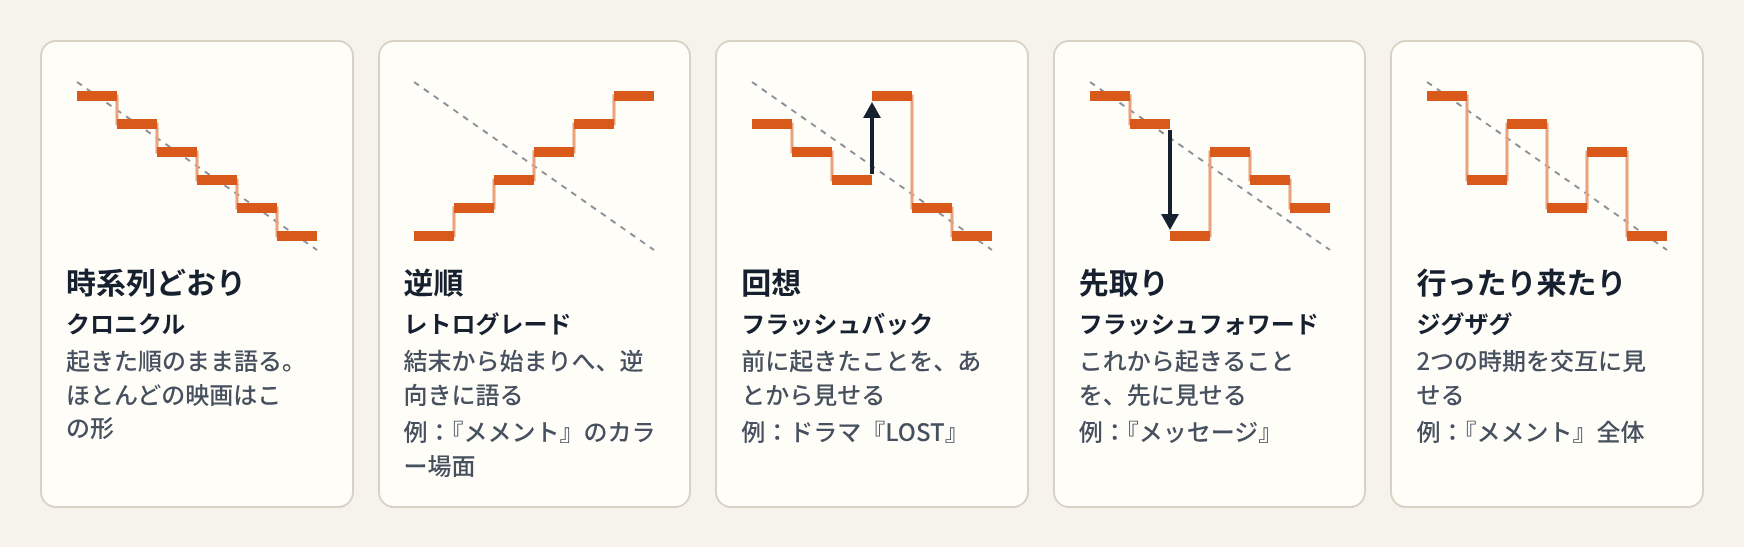 時系列どおり
クロニクル
起きた順のまま語る。
ほとんどの映画はこ
の形
逆順
レトログレード
結末から始まりへ、逆
向きに語る
例：『メメント』のカラ
ー場面
回想
フラッシュバック
前に起きたことを、あ
とから見せる
例：ドラマ『LOST』
先取り
フラッシュフォワード
これから起きること
を、先に見せる
例：『メッセージ』
行ったり来たり
ジグザグ
2つの時期を交互に見
せる
例：『メメント』全体